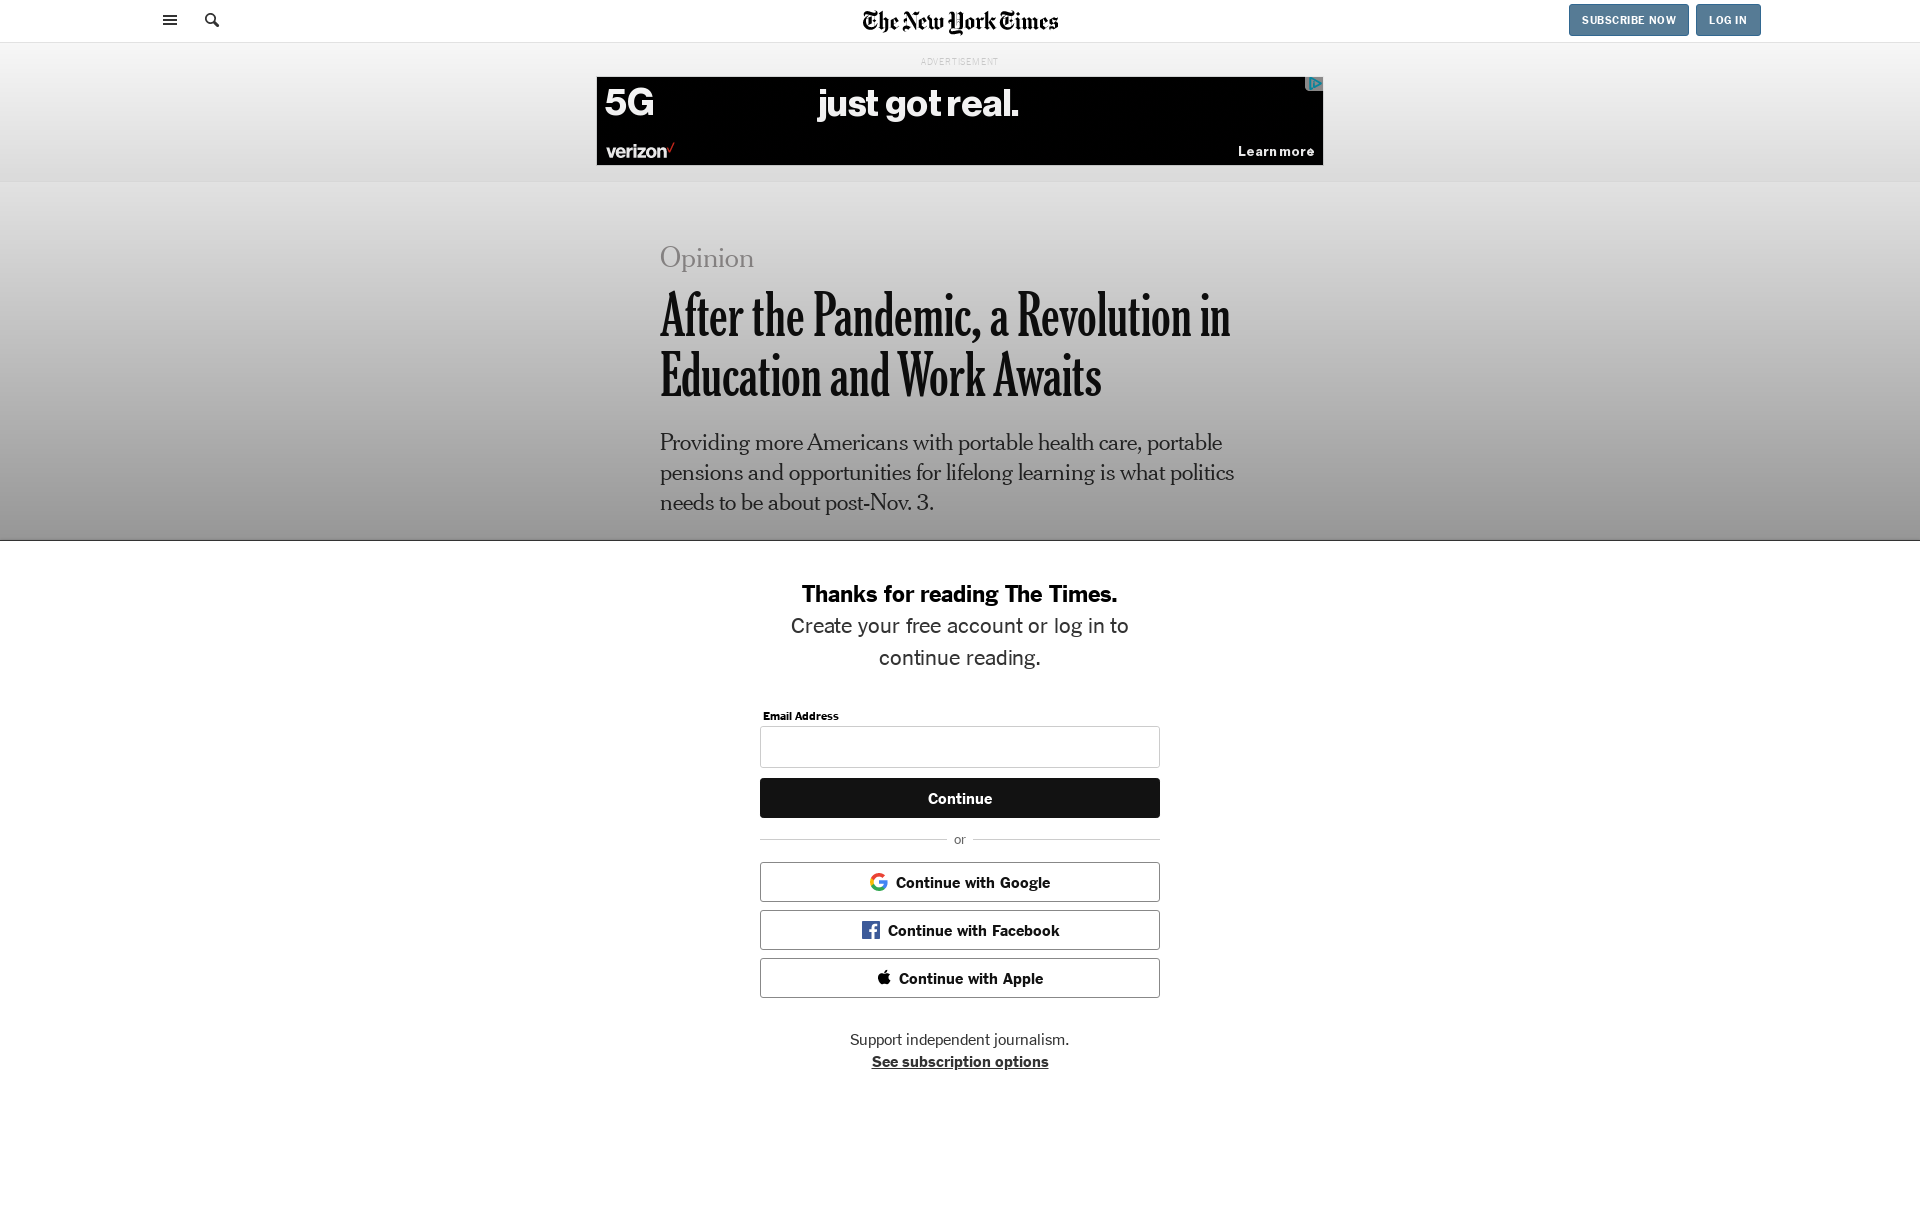 The New York Times
SUBSCRIBE NOW
LOG IN
ADVERTISEMENT
5G
just got real.
verizon
Learn more
Opinion
After the Pandemic, a Revolution in
Education and Work Awaits
Providing more Americans with portable health care, portable
pensions and opportunities for lifelong learning is what politics
needs to be about post-Nov. 3.
Thanks for reading The Times.
Create your free account or log in to
continue reading.
Email Address
Continue
or
Continue with Google
Continue with Facebook
Continue with Apple
Support independent journalism.
See subscription options